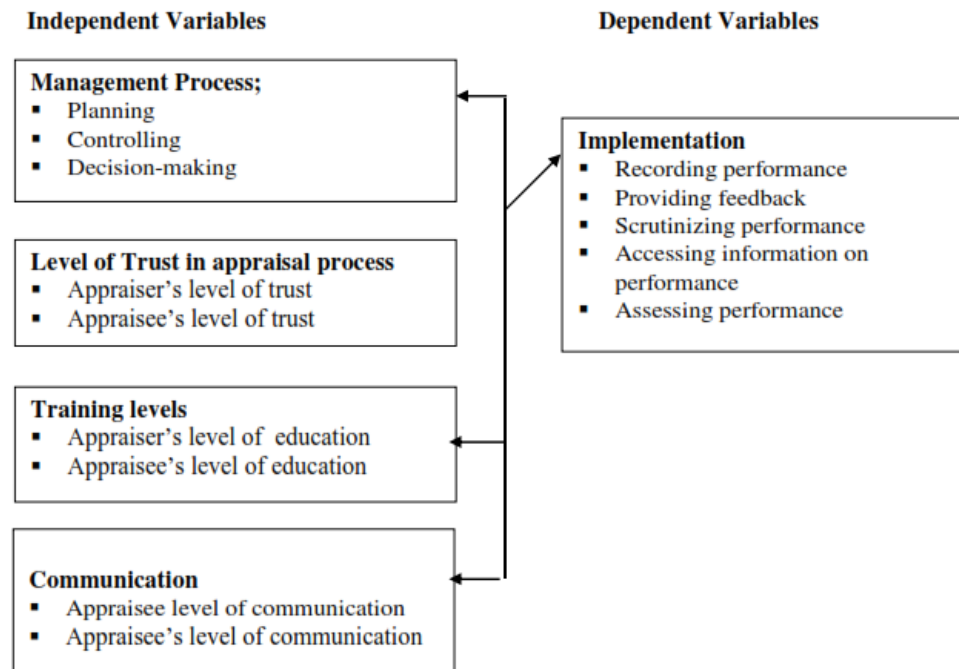 Independent Variables
Dependent Variables
Management Process;
▪ Planning
▪ Controlling
▪ Decision-making
Level of Trust in appraisal process
▪ Appraiser's level of trust
▪ Appraisee's level of trust
Training levels
▪ Appraiser's level of education
▪ Appraisee's level of education
Communication
▪ Appraisee level of communication
▪ Appraisee's level of communication
Implementation
▪ Recording performance
▪ Providing feedback
▪ Scrutinizing performance
▪ Accessing information on
performance
▪ Assessing performance